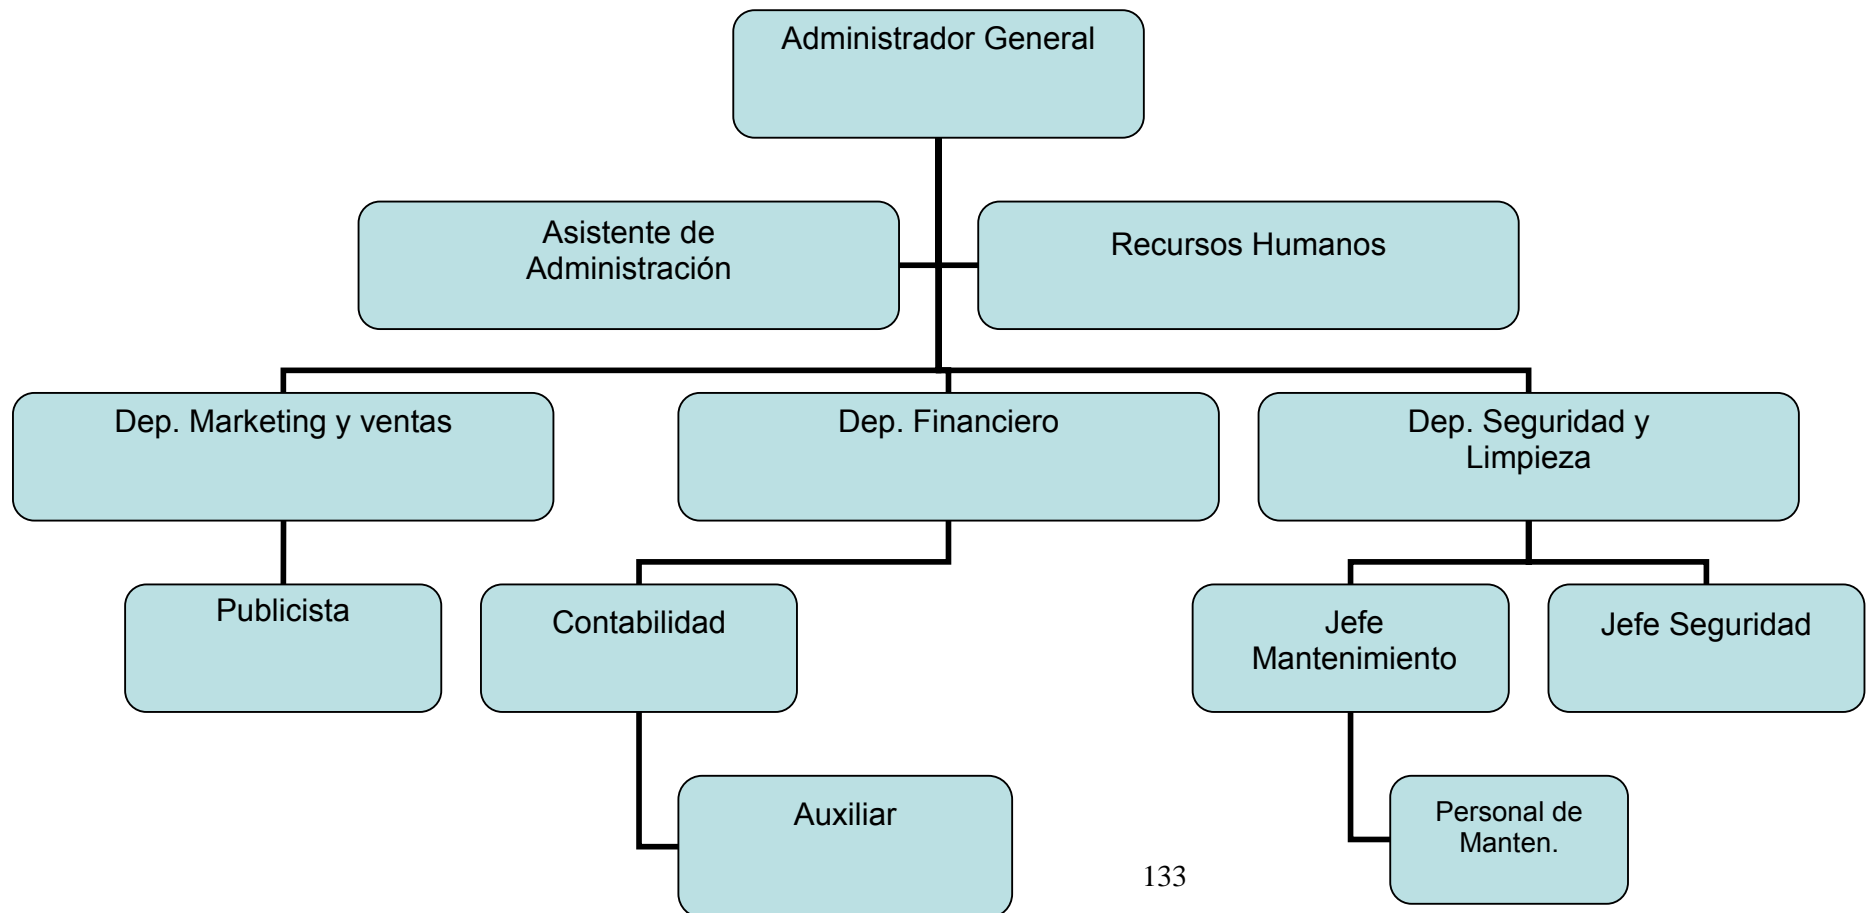 Administrador General
Asistente de
Administración
Recursos Humanos
Dep. Marketing y ventas
Dep. Financiero
Dep. Seguridad y
Limpieza
Publicista
Contabilidad
Jefe
Mantenimiento
Jefe Seguridad
Auxiliar
Personal de
Manten.
133